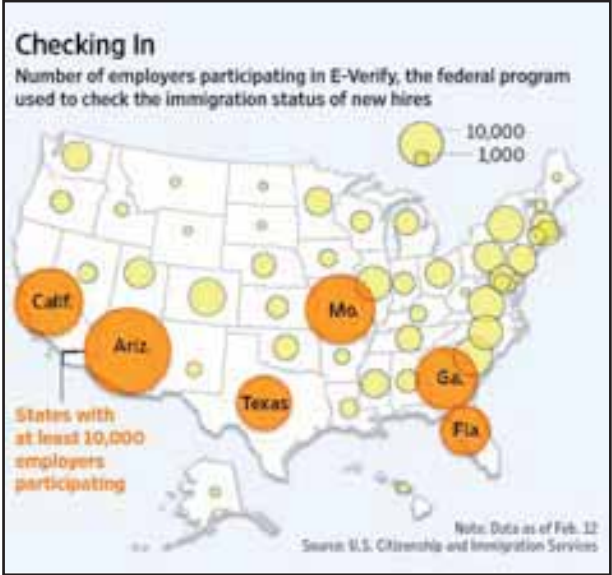 Checking In
Number of employers participating in E-Verify, the federal program
used to check the immigration status of new hires
10,000
1,000
Calif.
Mo.
Ariz.
Ga.
Texas
Fla.
States with
at least 10,000
employers
participating
Note: Data as of Feb. 12
Source: U.S. Citizenship and Immigration Services